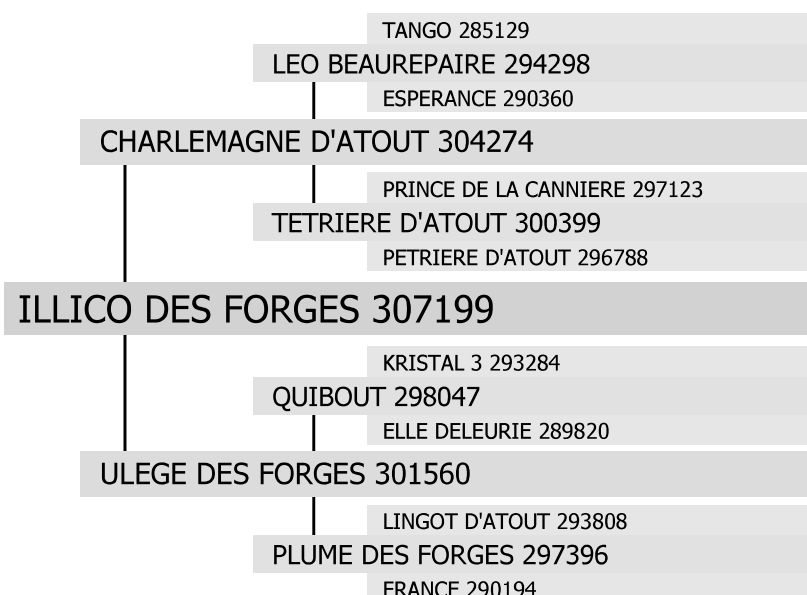 TANGO 285129
LEO BEAUREPAIRE 294298
ESPERANCE 290360
CHARLEMAGNE D'ATOUT 304274
PRINCE DE LA CANNIERE 297123
TETRIERE D'ATOUT 300399
PETRIERE D'ATOUT 296788
ILLICO DES FORGES 307199
KRISTAL 3 293284
QUIBOUT 298047
ELLE DELEURIE 289820
ULEGE DES FORGES 301560
LINGOT D'ATOUT 293808
PLUME DES FORGES 297396
FRANCE 290194